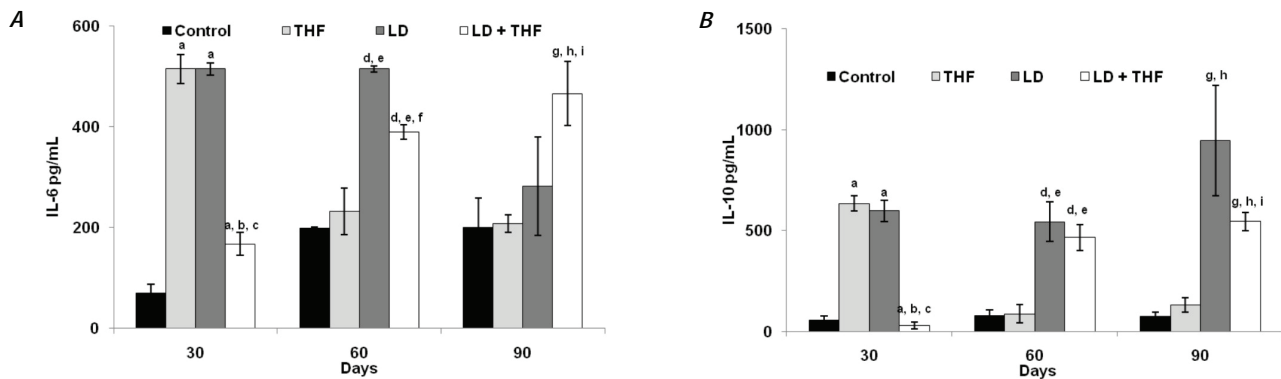 A
600
400
200
0
IL-6 pg/mL
Control THF LD LD + THF
a a a, b, c
d, e d, e, f
g, h, i
30 60 90
Days
B
1500
1000
500
0
IL-10 pg/mL
Control THF LD LD + THF
a a a, b, c
d, e d, e
g, h g, h, i
30 60 90
Days